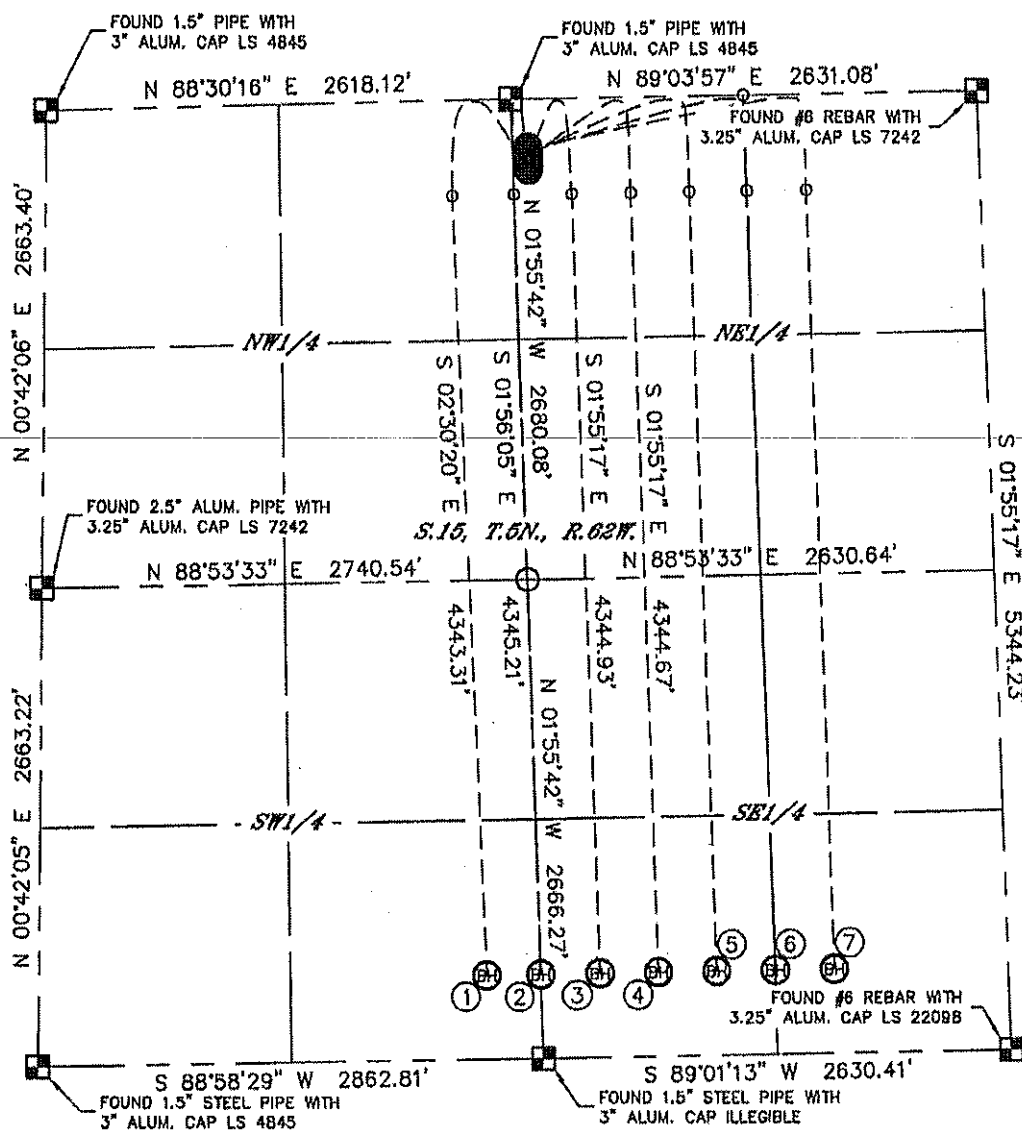 FOUND 1.5" PIPE WITH
3" ALUM. CAP LS 4845
FOUND 1.5" PIPE WITH
3" ALUM. CAP LS 4845
N 88°30'16" E 2618.12'
N 89°03'57" E 2631.08'
FOUND #6 REBAR WITH
3.25" ALUM. CAP LS 7242
N 00°42'06" E 2663.40'
N 01°55'42" W 2680.08'
NW1/4
NE1/4
S 02°30'20" E 4343.31'
S 01°56'05" E 4345.21'
S 01°55'17" E 4344.93'
S 01°55'17" E 4344.67'
S 01°55'17" E 5344.23'
FOUND 2.5" ALUM. PIPE WITH
3.25" ALUM. CAP LS 7242
S.15, T.5N., R.62W.
N 88°53'33" E 2740.54'
N 88°53'33" E 2630.64'
N 00°42'05" E 2663.22'
N 01°55'42" W 2666.27'
SW1/4
SE1/4
BH
BH
BH
BH
BH
BH
BH
1
2
3
4
5
6
7
FOUND #6 REBAR WITH
3.25" ALUM. CAP LS 22098
S 88°58'29" W 2862.81'
S 89°01'13" W 2630.41'
FOUND 1.5" STEEL PIPE WITH
3" ALUM. CAP LS 4845
FOUND 1.5" STEEL PIPE WITH
3" ALUM. CAP ILLEGIBLE